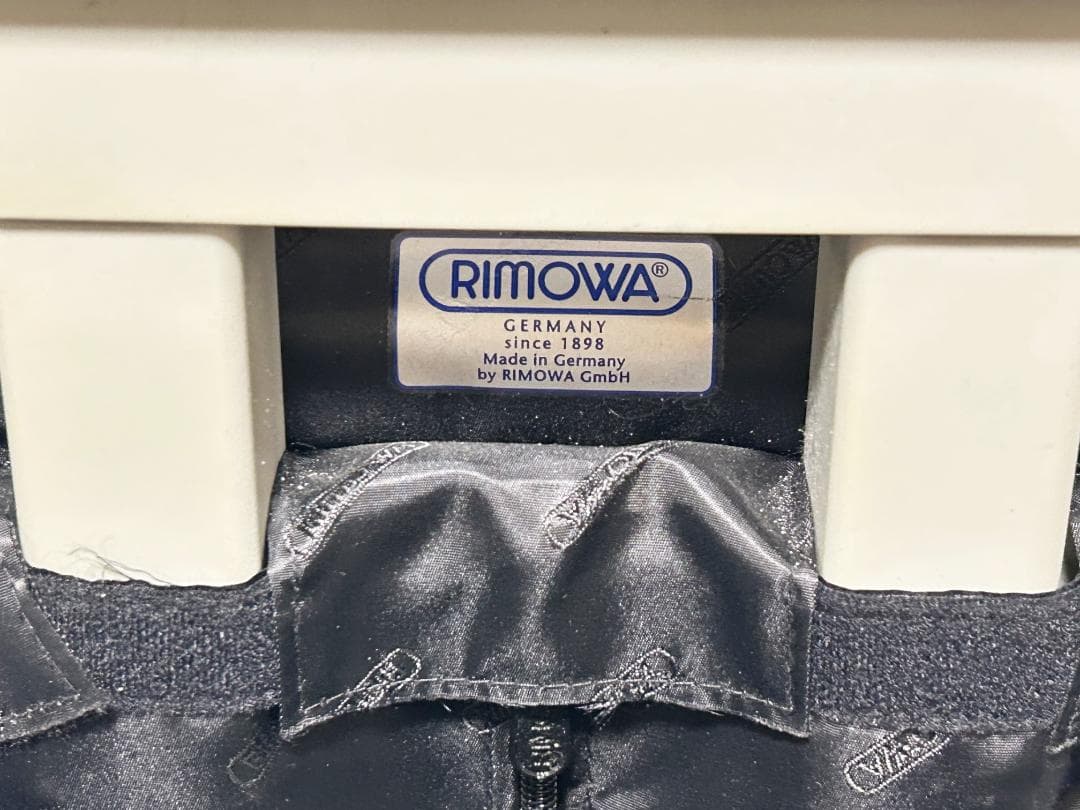 RIMOWA®
GERMANY
since 1898
Made in Germany
by RIMOWA GmbH